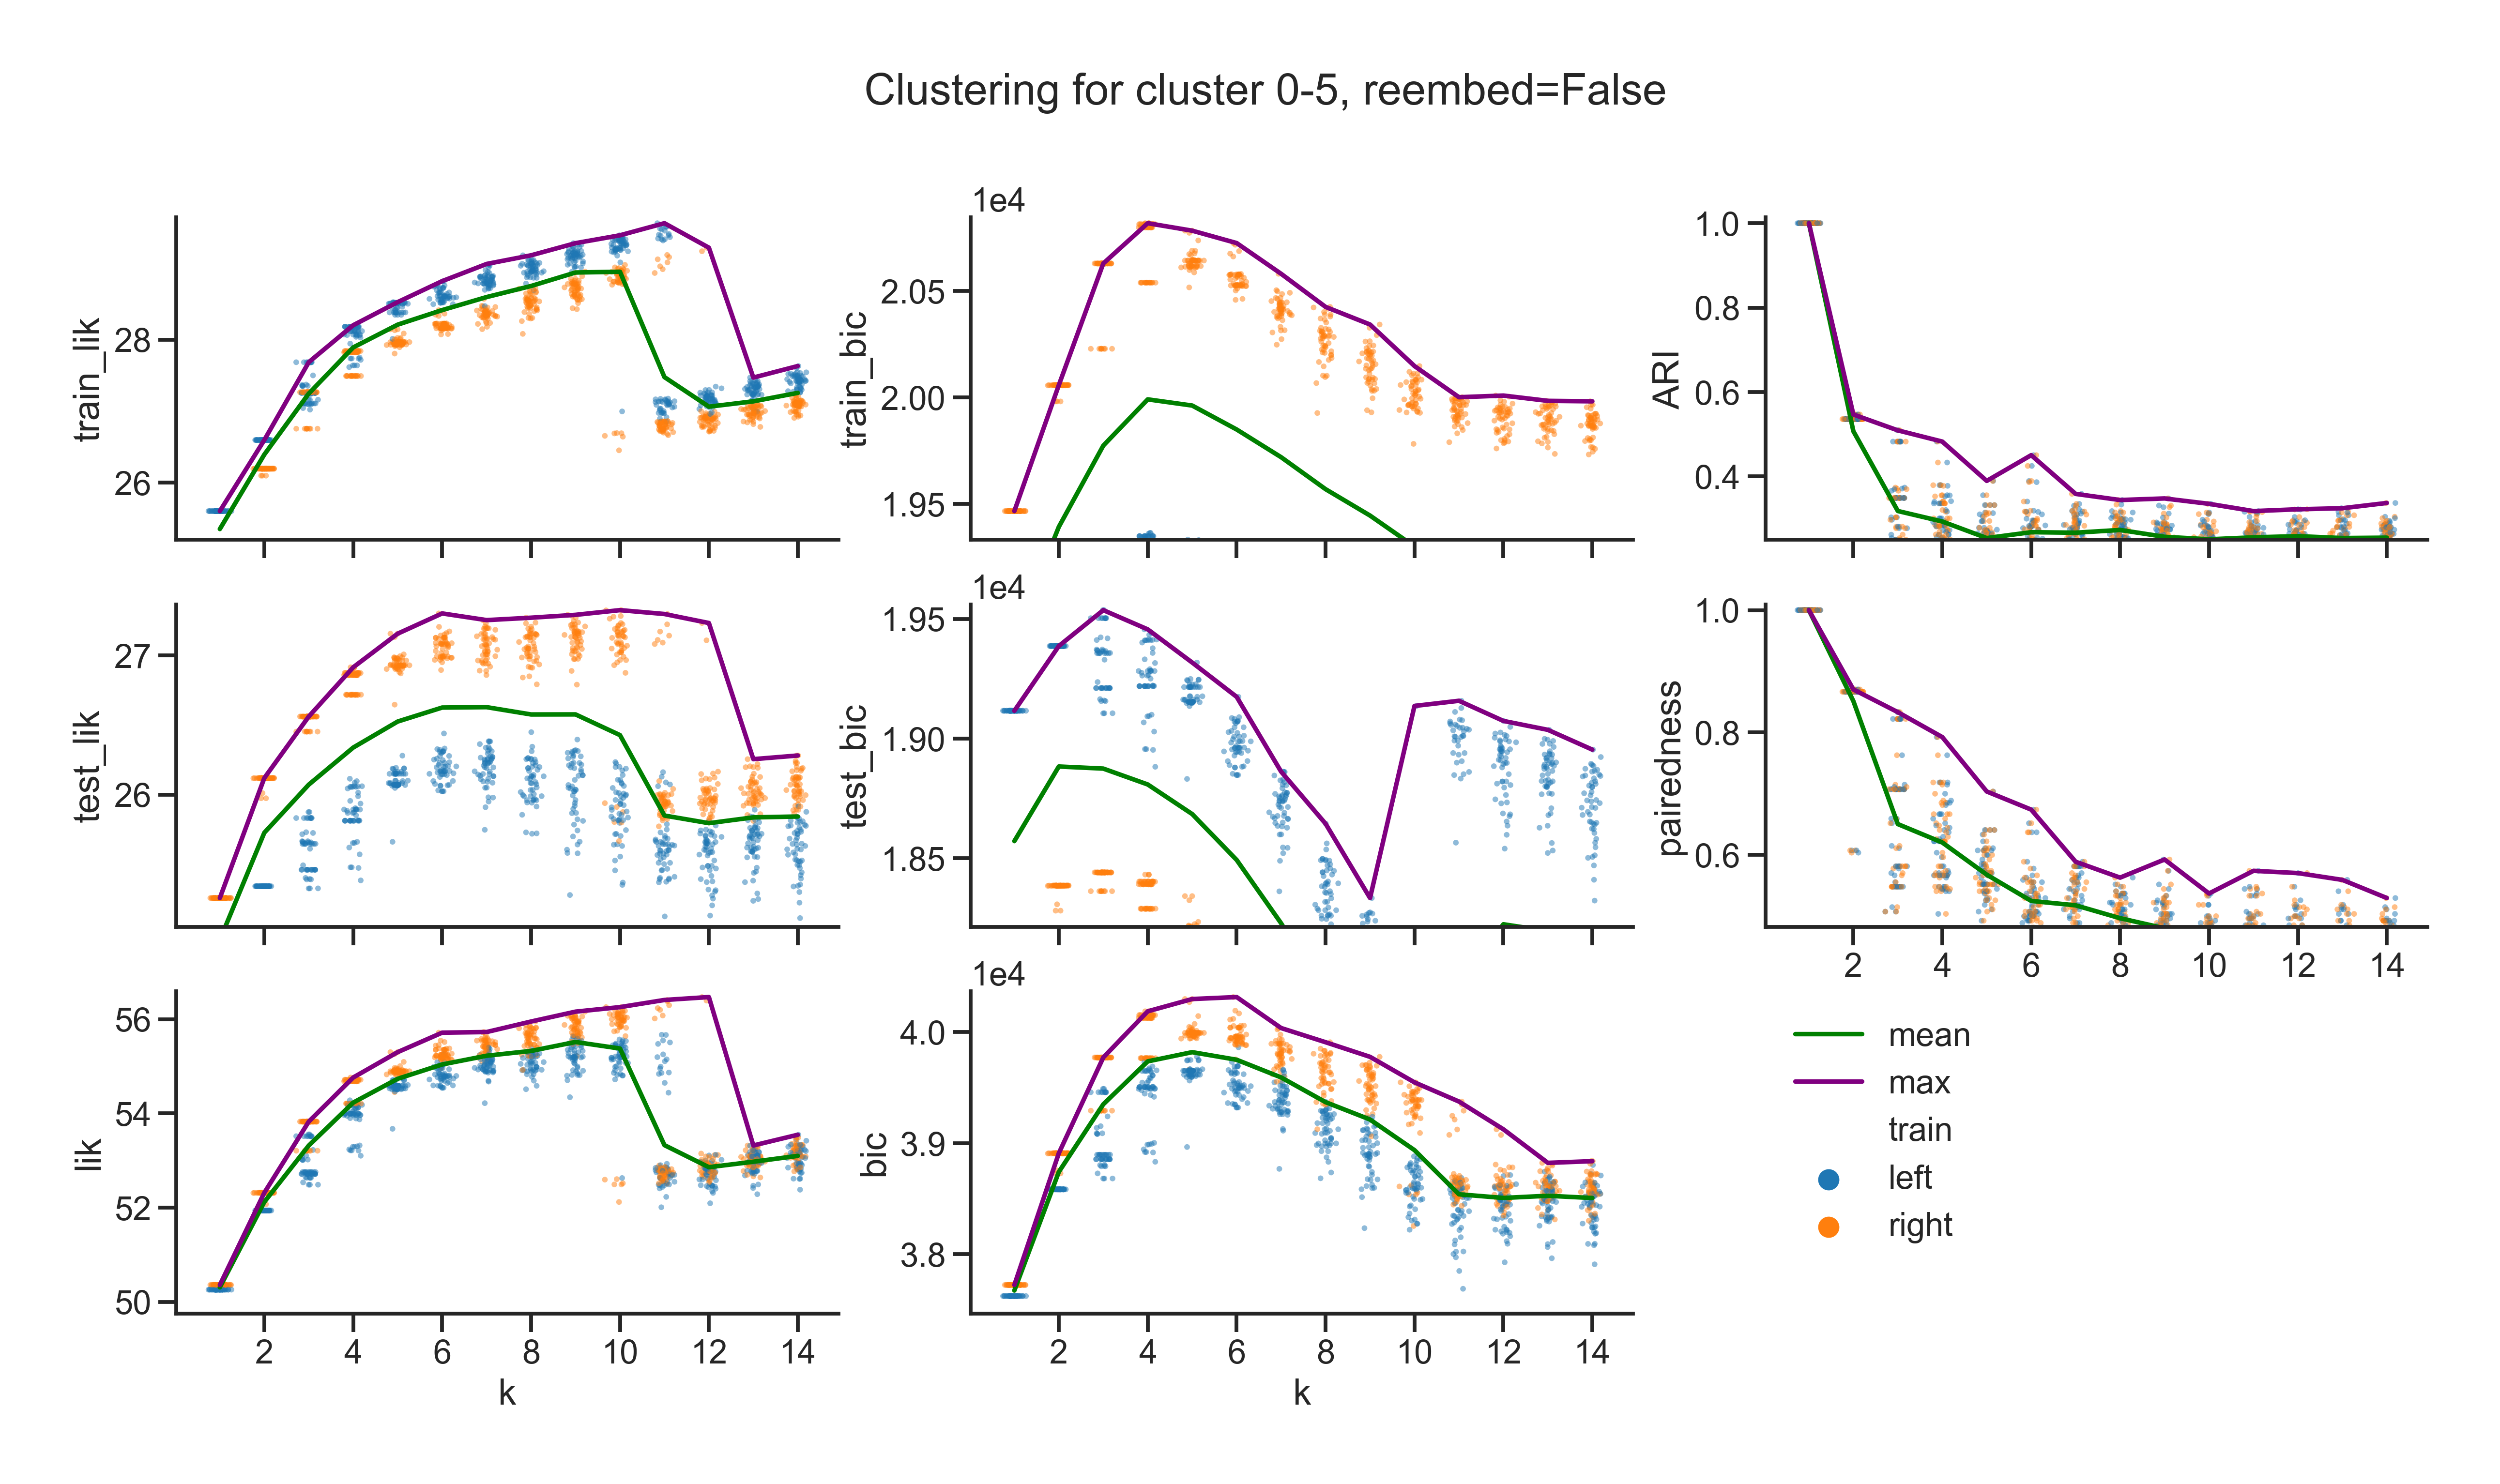 Clustering for cluster 0-5, reembed=False
train_lik
28
26
1e4
train_bic
2.05
2.00
1.95
ARI
1.0
0.8
0.6
0.4
test_lik
27
26
1e4
test_bic
1.95
1.90
1.85
pairedness
1.0
0.8
0.6
2 4 6 8 10 12 14
lik
56
54
52
50
2 4 6 8 10 12 14
k
1e4
bic
4.0
3.9
3.8
2 4 6 8 10 12 14
k
mean
max
train
left
right